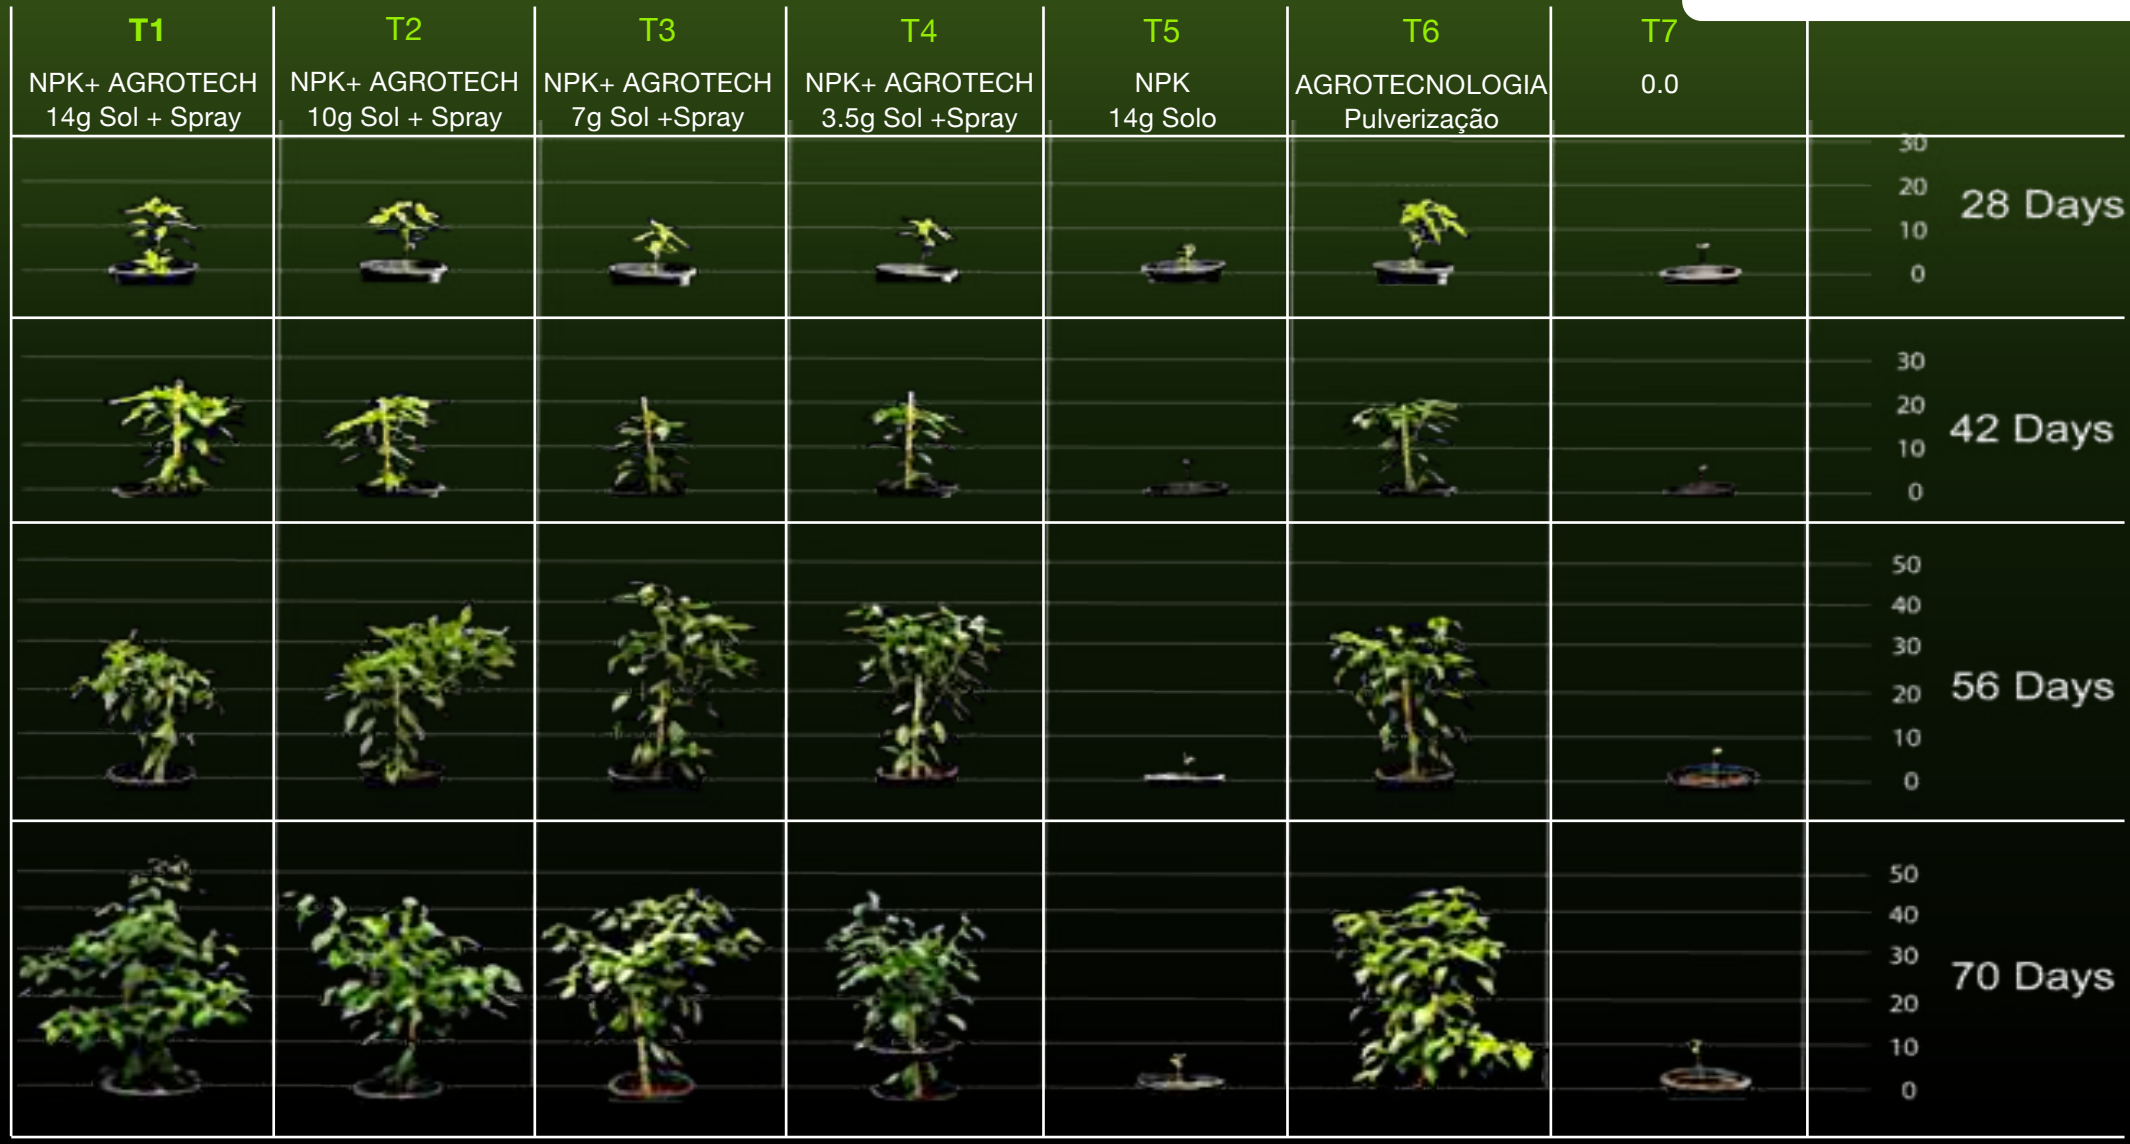 T1
T2
T3
T4
T5
T6
T7
NPK+ AGROTECH
14g Sol + Spray
NPK+ AGROTECH
10g Sol + Spray
NPK+ AGROTECH
7g Sol +Spray
NPK+ AGROTECH
3.5g Sol +Spray
NPK
14g Solo
AGROTECNOLOGIA
Pulverização
0.0
30
20
10
0
28 Days
30
20
10
0
42 Days
50
40
30
20
10
0
56 Days
50
40
30
20
10
0
70 Days